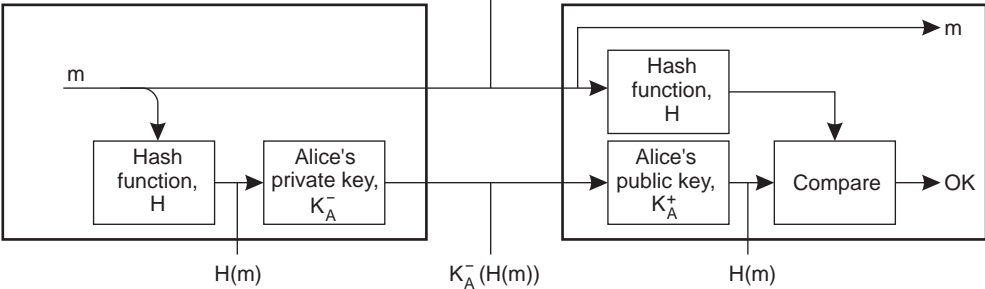 m
m
Hash
function,
H
Hash
function,
H
Alice's
private key,
K_A^−
Alice's
public key,
K_A^+
Compare
OK
H(m)
K_A^−(H(m))
H(m)